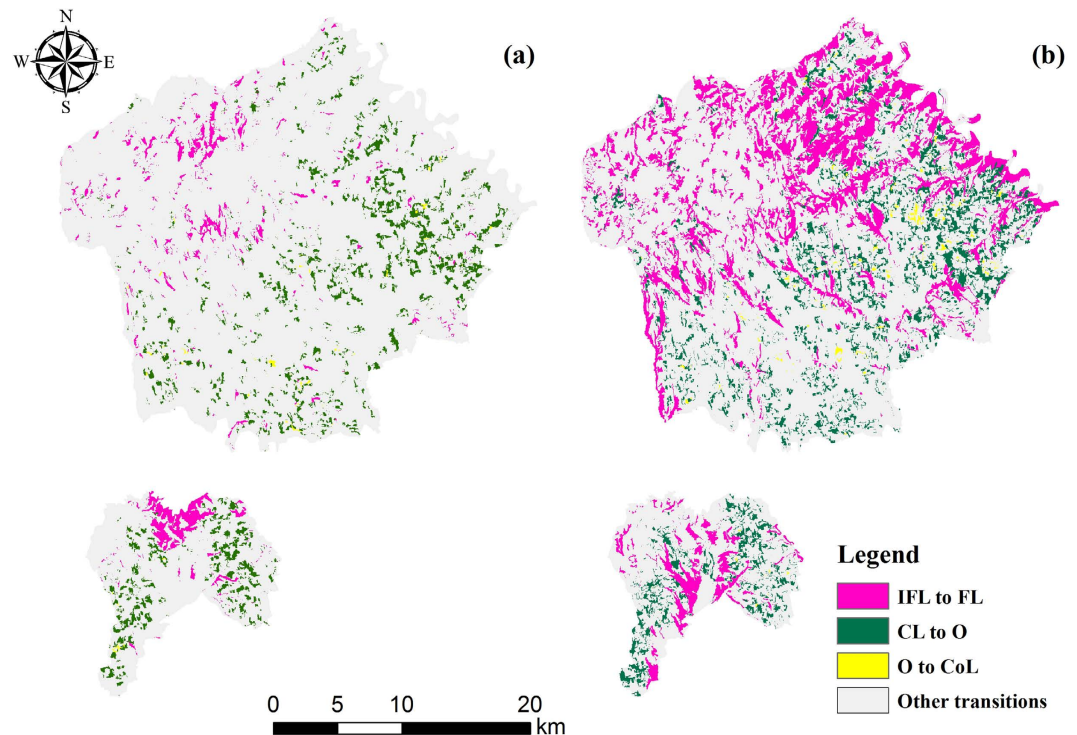 N
W E
S
(a)
(b)
Legend
IFL to FL
CL to O
O to CoL
Other transitions
0 5 10 20
km